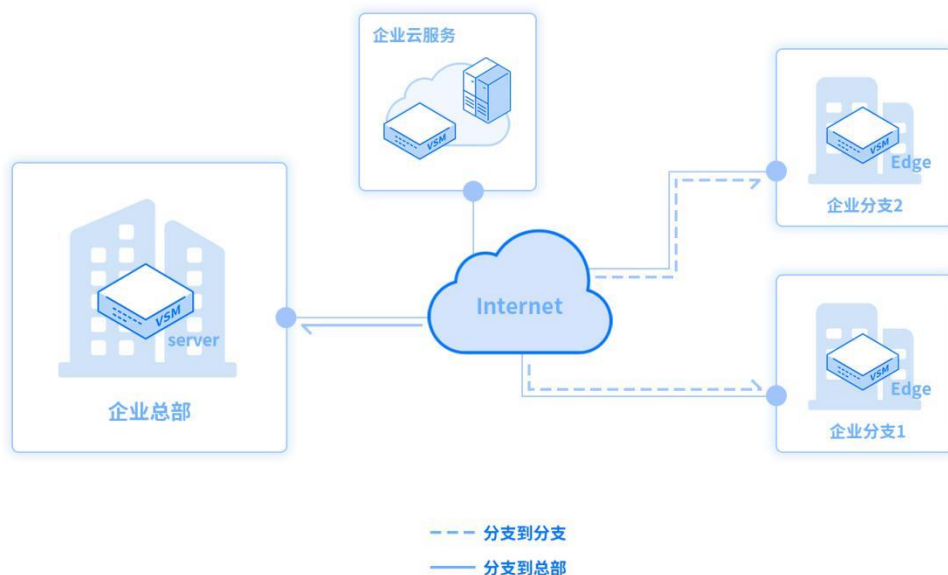 企业云服务
VSM
VSM
Edge
企业分支2
VSM
server
企业总部
Internet
VSM
Edge
企业分支1
分支到分支
分支到总部